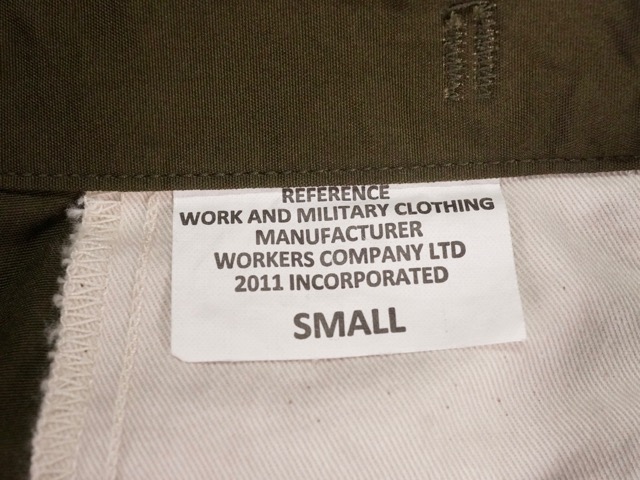 REFERENCE
WORK AND MILITARY CLOTHING
MANUFACTURER
WORKERS COMPANY LTD
2011 INCORPORATED
SMALL